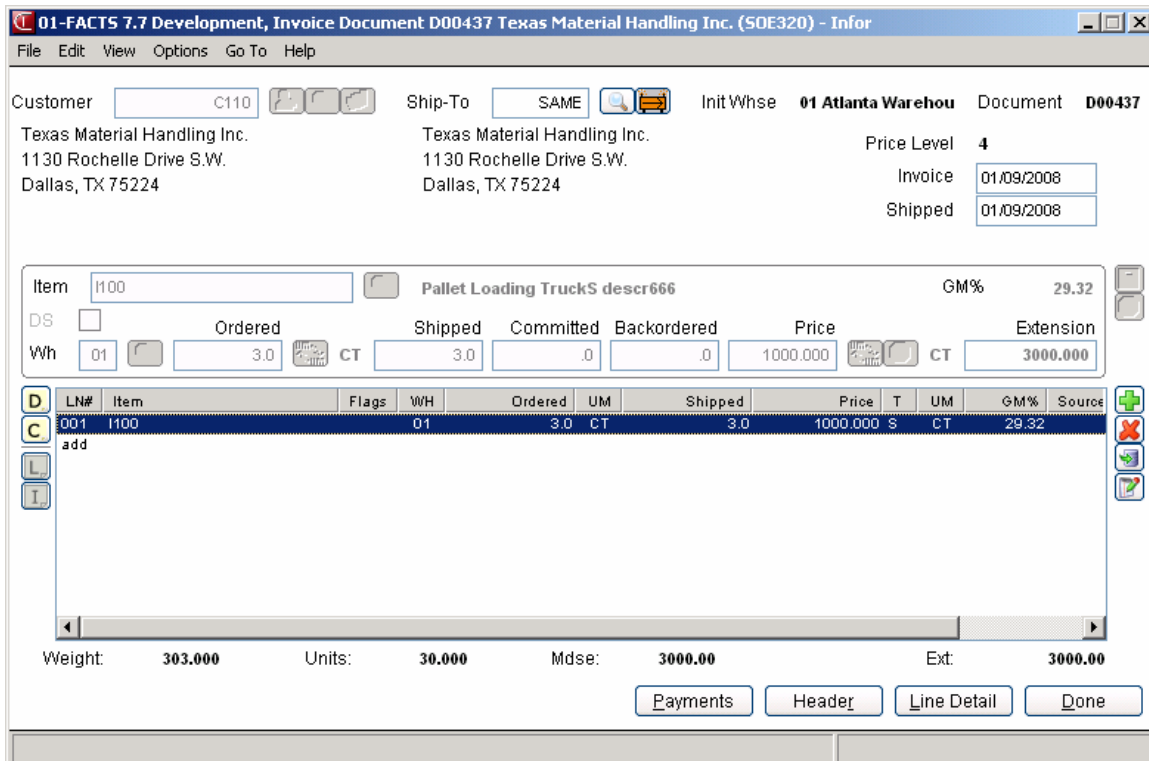 01-FACTS 7.7 Development, Invoice Document D00437 Texas Material Handling Inc. (SOE320) - Infor
File Edit View Options Go To Help
Customer C110 Ship-To SAME Init Whse 01 Atlanta Warehou Document D00437
Texas Material Handling Inc. Texas Material Handling Inc. Price Level 4
1130 Rochelle Drive S.W. 1130 Rochelle Drive S.W.
Dallas, TX 75224 Dallas, TX 75224 Invoice 01/09/2008
Shipped 01/09/2008
Item I100 Pallet Loading TruckS descr666 GM% 29.32
DS Ordered Shipped Committed Backordered Price Extension
Wh 01 3.0 CT 3.0 .0 .0 1000.000 CT 3000.000
D LN# Item Flags WH Ordered UM Shipped Price T UM GM% Source
C 001 I100 01 3.0 CT 3.0 1000.000 S CT 29.32
add
L
I
Weight: 303.000 Units: 30.000 Mdse: 3000.00 Ext: 3000.00
Payments Header Line Detail Done